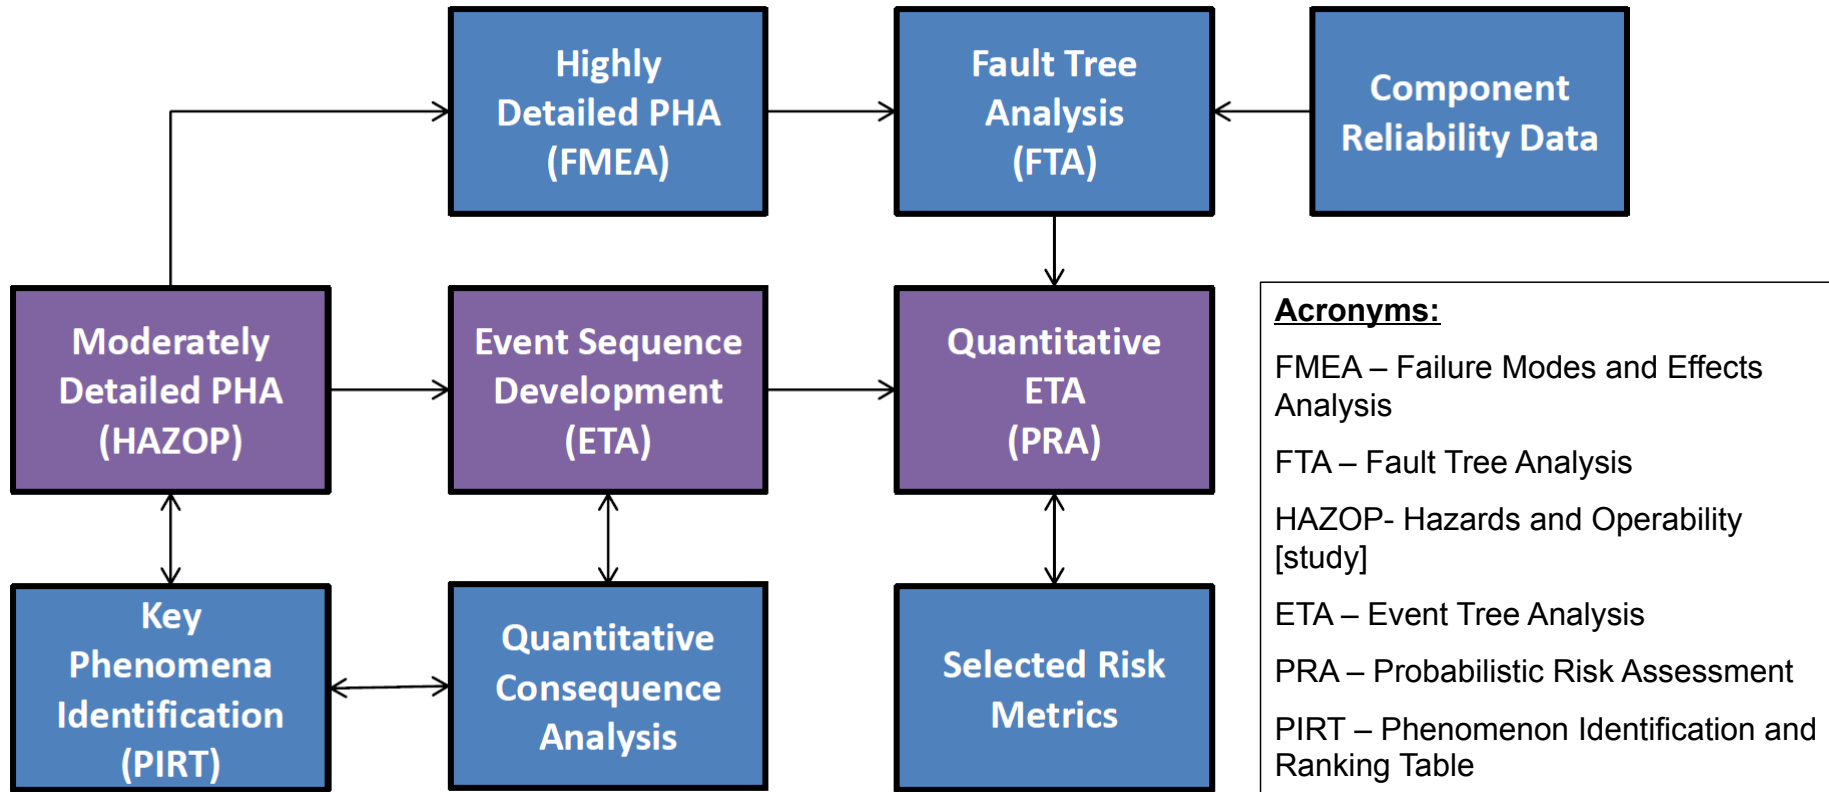 Highly
Detailed PHA
(FMEA)
Fault Tree
Analysis
(FTA)
Component
Reliability Data
Moderately
Detailed PHA
(HAZOP)
Event Sequence
Development
(ETA)
Quantitative
ETA
(PRA)
Key
Phenomena
Identification
(PIRT)
Quantitative
Consequence
Analysis
Selected Risk
Metrics
Acronyms:
FMEA – Failure Modes and Effects
Analysis
FTA – Fault Tree Analysis
HAZOP- Hazards and Operability
[study]
ETA – Event Tree Analysis
PRA – Probabilistic Risk Assessment
PIRT – Phenomenon Identification and
Ranking Table